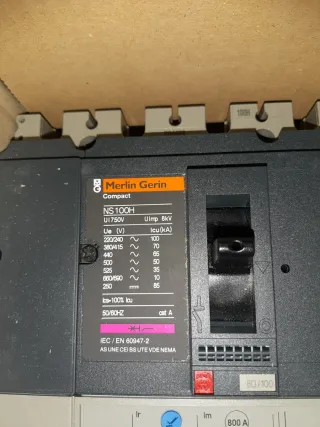 Merlin Gerin
Compact
NS100H
Ui 750V Uimp 8kV
Ue (V) Icu(kA)
220/240 ~ 100
380/415 ~ 70
440 ~ 65
500 ~ 50
525 ~ 35
660/690 ~ 10
250 ⎓ 85
Ics=100% Icu
50/60HZ cat A
IEC / EN 60947-2
AS UNE CEI BS UTE VDE NEMA
80/100
Ir Im 800 A